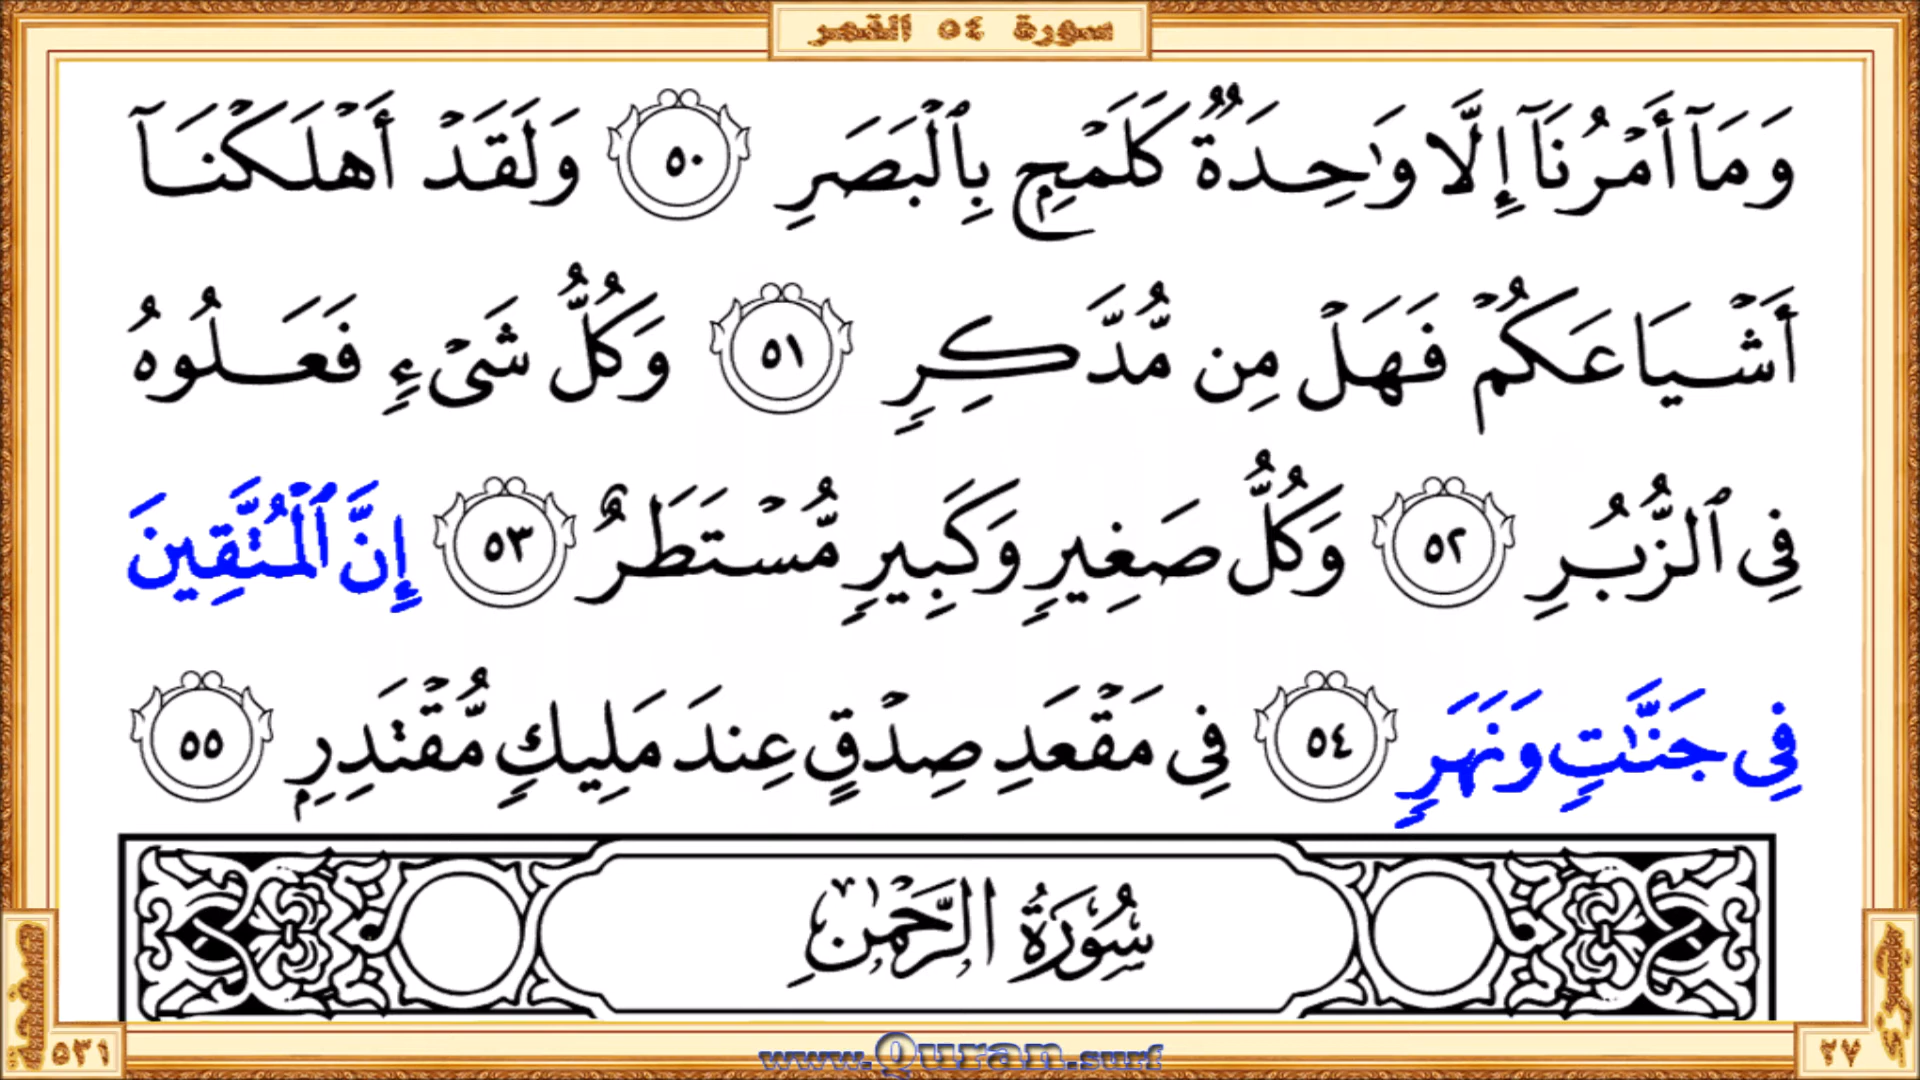 سورة ٥٤ القمر
وَمَآ أَمْرُنَآ إِلَّا وَٰحِدَةٌ كَلَمْحٍۭ بِٱلْبَصَرِ ٥٠ وَلَقَدْ أَهْلَكْنَآ
أَشْيَاعَكُمْ فَهَلْ مِن مُّدَّكِرٍ ٥١ وَكُلُّ شَىْءٍ فَعَلُوهُ
فِى ٱلزُّبُرِ ٥٢ وَكُلُّ صَغِيرٍ وَكَبِيرٍ مُّسْتَطَرٌ ٥٣ إِنَّ ٱلْمُتَّقِينَ
فِى جَنَّٰتٍ وَنَهَرٍ ٥٤ فِى مَقْعَدِ صِدْقٍ عِندَ مَلِيكٍ مُّقْتَدِرٍۭ ٥٥
سُورَةُ الرَّحْمَٰنِ
صفحة ٥٣١
www.Quran.surf
٢٧